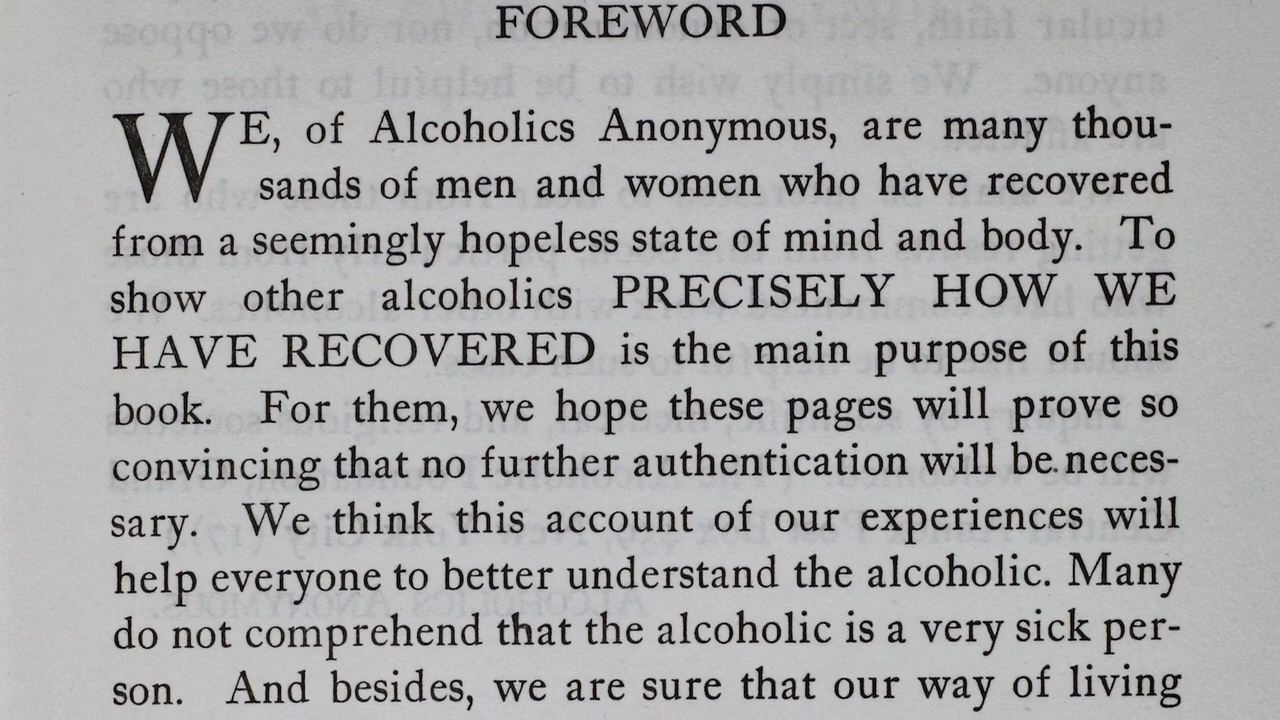 FOREWORD
WE, of Alcoholics Anonymous, are many thou-
sands of men and women who have recovered
from a seemingly hopeless state of mind and body. To
show other alcoholics PRECISELY HOW WE
HAVE RECOVERED is the main purpose of this
book. For them, we hope these pages will prove so
convincing that no further authentication will be neces-
sary. We think this account of our experiences will
help everyone to better understand the alcoholic. Many
do not comprehend that the alcoholic is a very sick per-
son. And besides, we are sure that our way of living